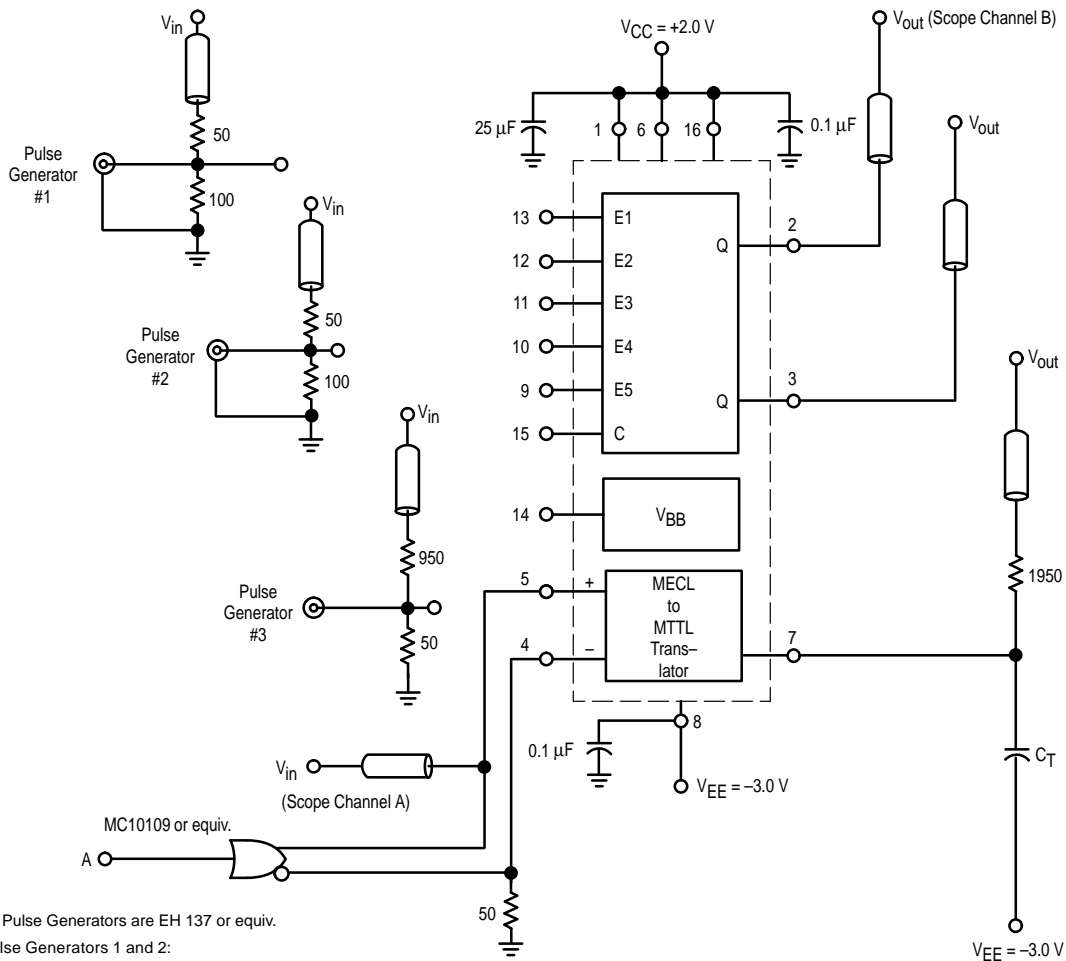 Vin
50
Pulse
Generator
#1
100
Vin
50
Pulse
Generator
#2
100
Vin
950
Pulse
Generator
#3
50
VCC = +2.0 V
25 µF
1
6
16
0.1 µF
Vout (Scope Channel B)
Vout
13
E1
12
E2
11
E3
10
E4
9
E5
15
C
Q
2
Q
3
14
VBB
5
+
4
–
MECL
to
MTTL
Trans–
lator
7
Vout
1950
CT
VEE = –3.0 V
8
0.1 µF
VEE = –3.0 V
Vin
(Scope Channel A)
MC10109 or equiv.
A
50
Pulse Generators are EH 137 or equiv.
lse Generators 1 and 2: